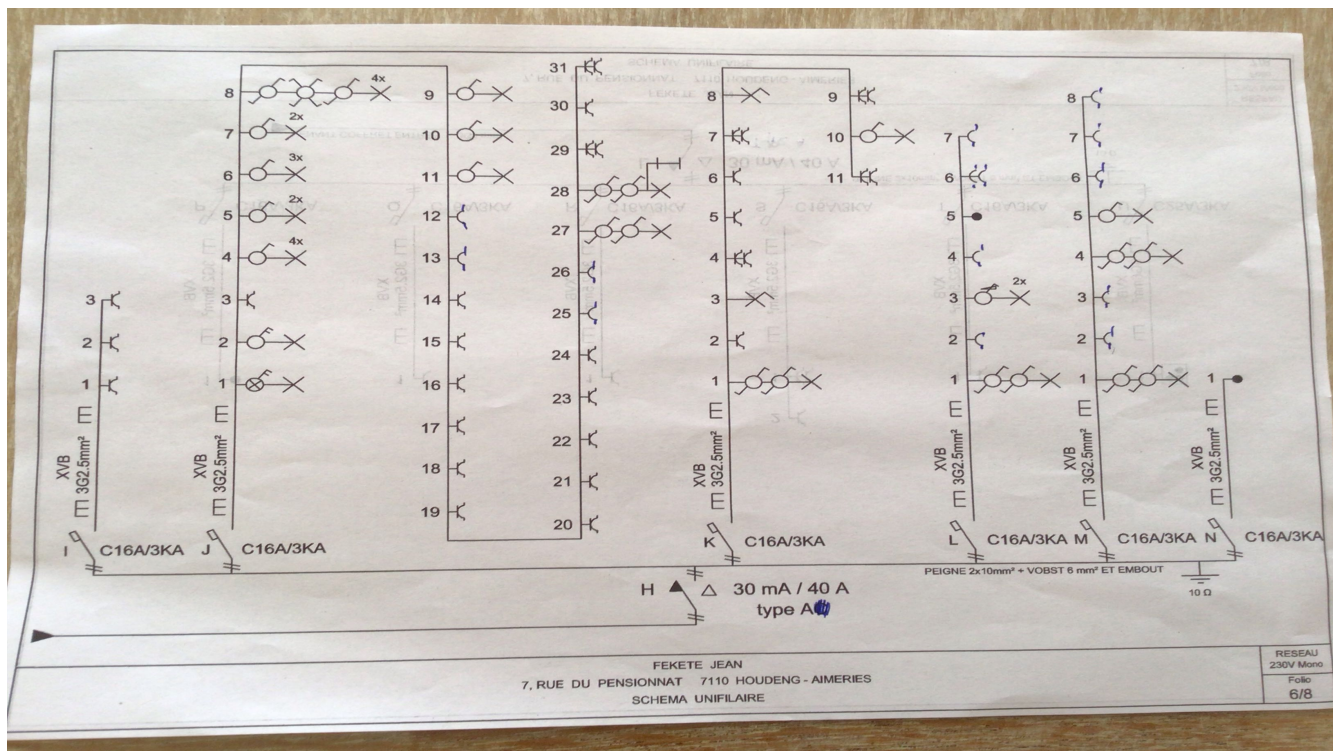 3
2
1
XVB
3G2.5mm²
I
C16A/3KA
8
4x
7
2x
6
3x
5
2x
4
4x
3
2
1
XVB
3G2.5mm²
J
C16A/3KA
9
10
11
12
13
14
15
16
17
18
19
31
30
29
28
27
26
25
24
23
22
21
20
8
7
6
5
4
3
2
1
XVB
3G2.5mm²
K
C16A/3KA
9
10
11
7
6
5
4
3
2x
2
1
XVB
3G2.5mm²
L
C16A/3KA
8
7
6
5
4
3
2
1
XVB
3G2.5mm²
M
C16A/3KA
1
XVB
3G2.5mm²
N
C16A/3KA
PEIGNE 2x10mm² + VOBST 6 mm² ET EMBOUT
10 Ω
H
30 mA / 40 A
type A
FEKETE JEAN
7, RUE DU PENSIONNAT 7110 HOUDENG - AIMERIES
SCHEMA UNIFILAIRE
RESEAU
230V Mono
Folio
6/8